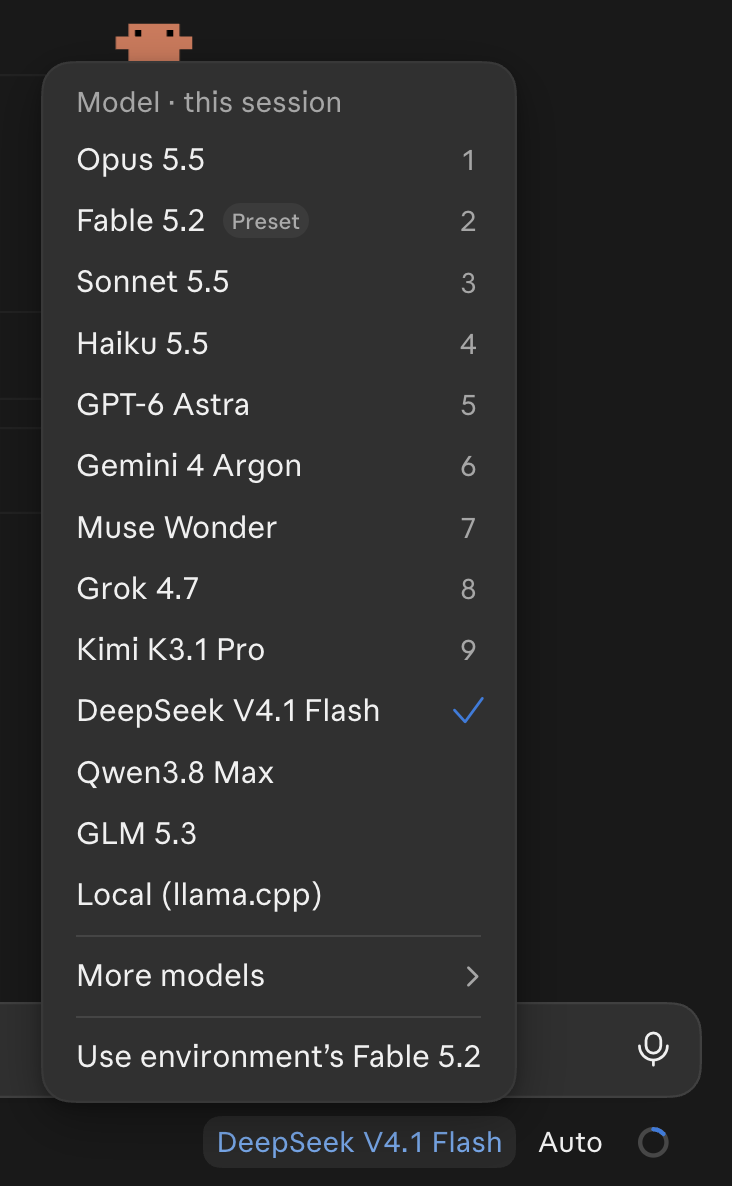 Model · this session
Opus 5.5 1
Fable 5.2 Preset 2
Sonnet 5.5 3
Haiku 5.5 4
GPT-6 Astra 5
Gemini 4 Argon 6
Muse Wonder 7
Grok 4.7 8
Kimi K3.1 Pro 9
DeepSeek V4.1 Flash
Qwen3.8 Max
GLM 5.3
Local (llama.cpp)
More models
Use environment’s Fable 5.2
DeepSeek V4.1 Flash Auto